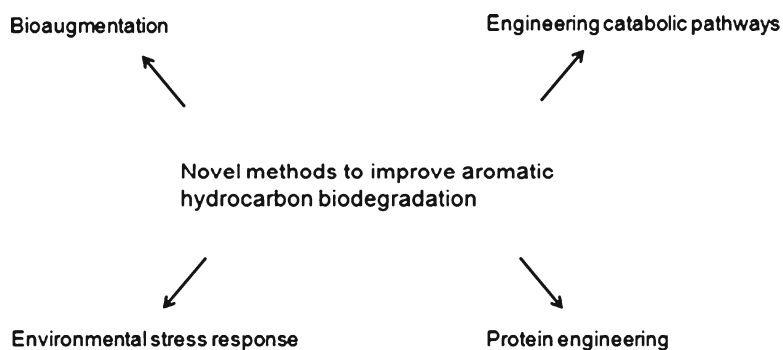 Bioaugmentation
Engineering catabolic pathways
Novel methods to improve aromatic
hydrocarbon biodegradation
Environmental stress response
Protein engineering